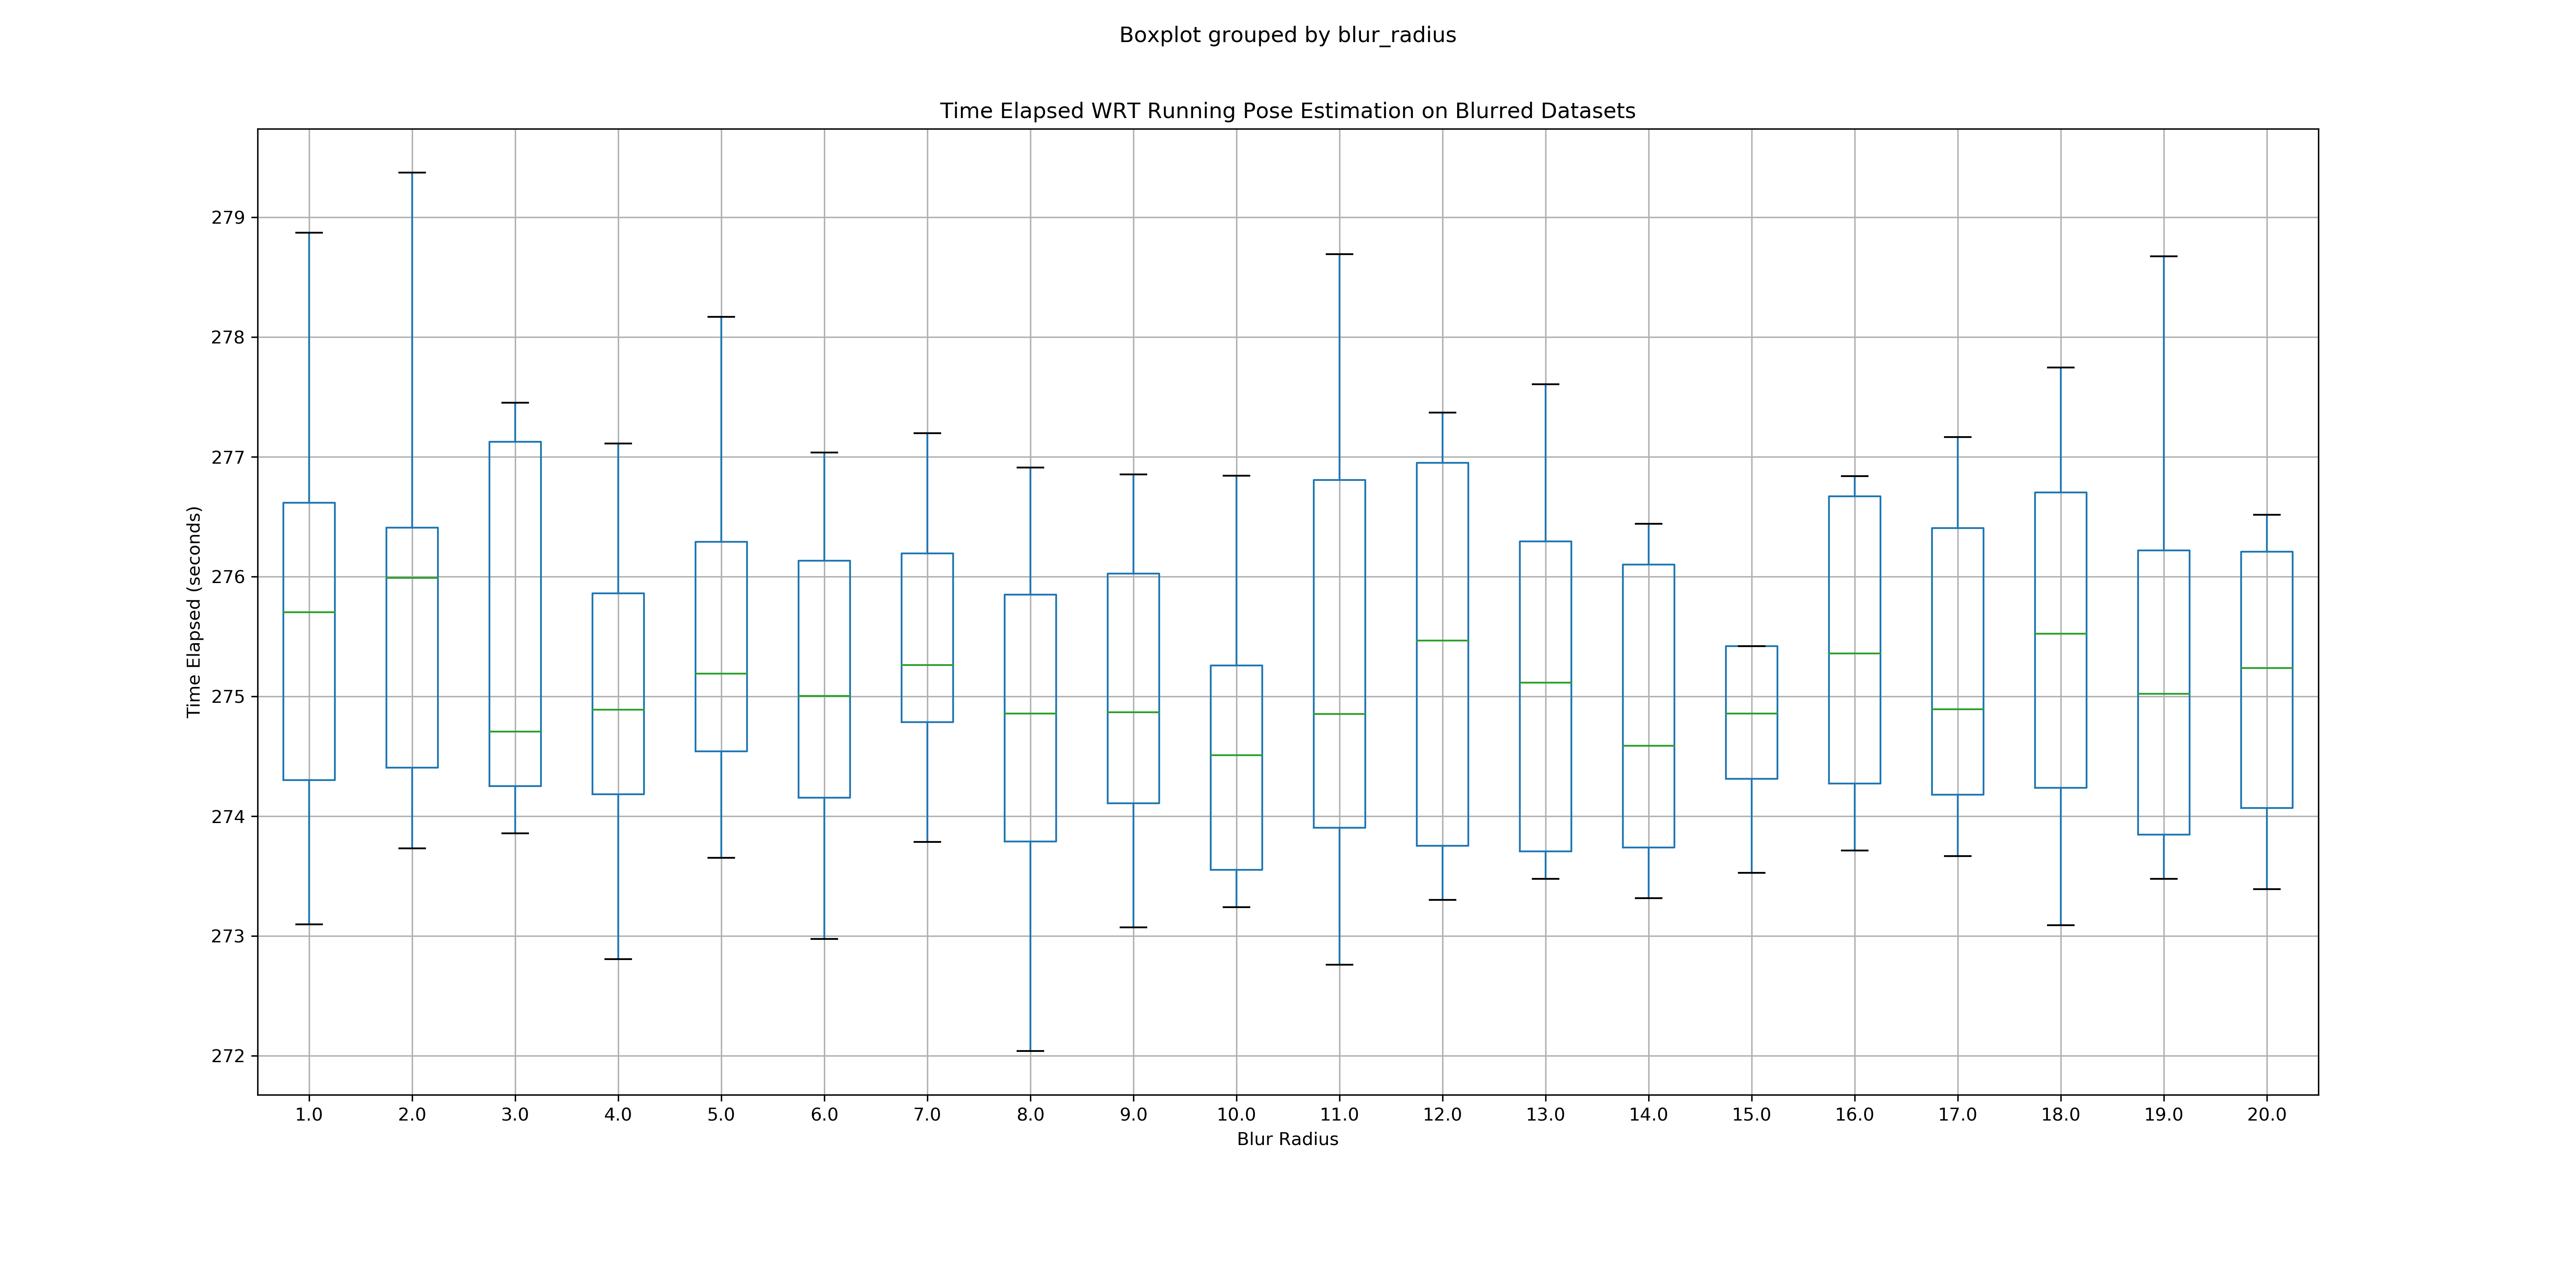 Boxplot grouped by blur_radius
Time Elapsed WRT Running Pose Estimation on Blurred Datasets
Time Elapsed (seconds)
279
278
277
276
275
274
273
272
1.0 2.0 3.0 4.0 5.0 6.0 7.0 8.0 9.0 10.0 11.0 12.0 13.0 14.0 15.0 16.0 17.0 18.0 19.0 20.0
Blur Radius